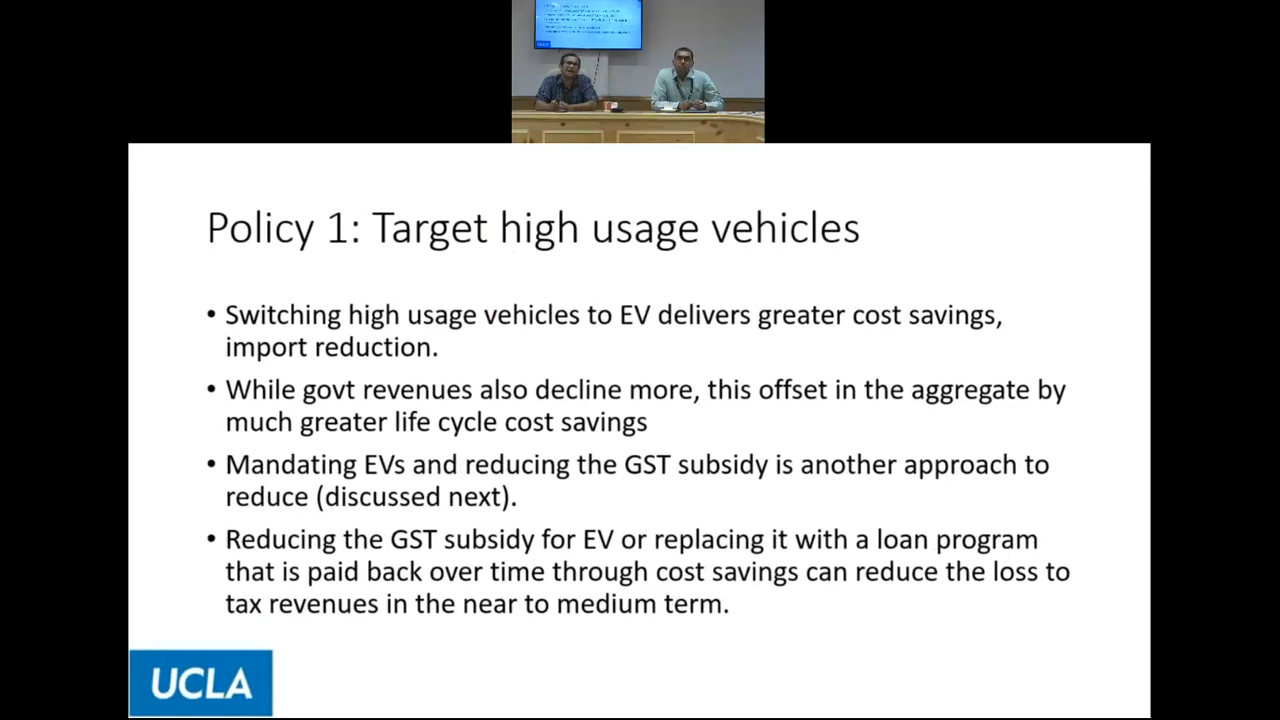 Policy 1: Target high usage vehicles
• Switching high usage vehicles to EV delivers greater cost savings,
import reduction.
• While govt revenues also decline more, this offset in the aggregate by
much greater life cycle cost savings
• Mandating EVs and reducing the GST subsidy is another approach to
reduce (discussed next).
• Reducing the GST subsidy for EV or replacing it with a loan program
that is paid back over time through cost savings can reduce the loss to
tax revenues in the near to medium term.
UCLA